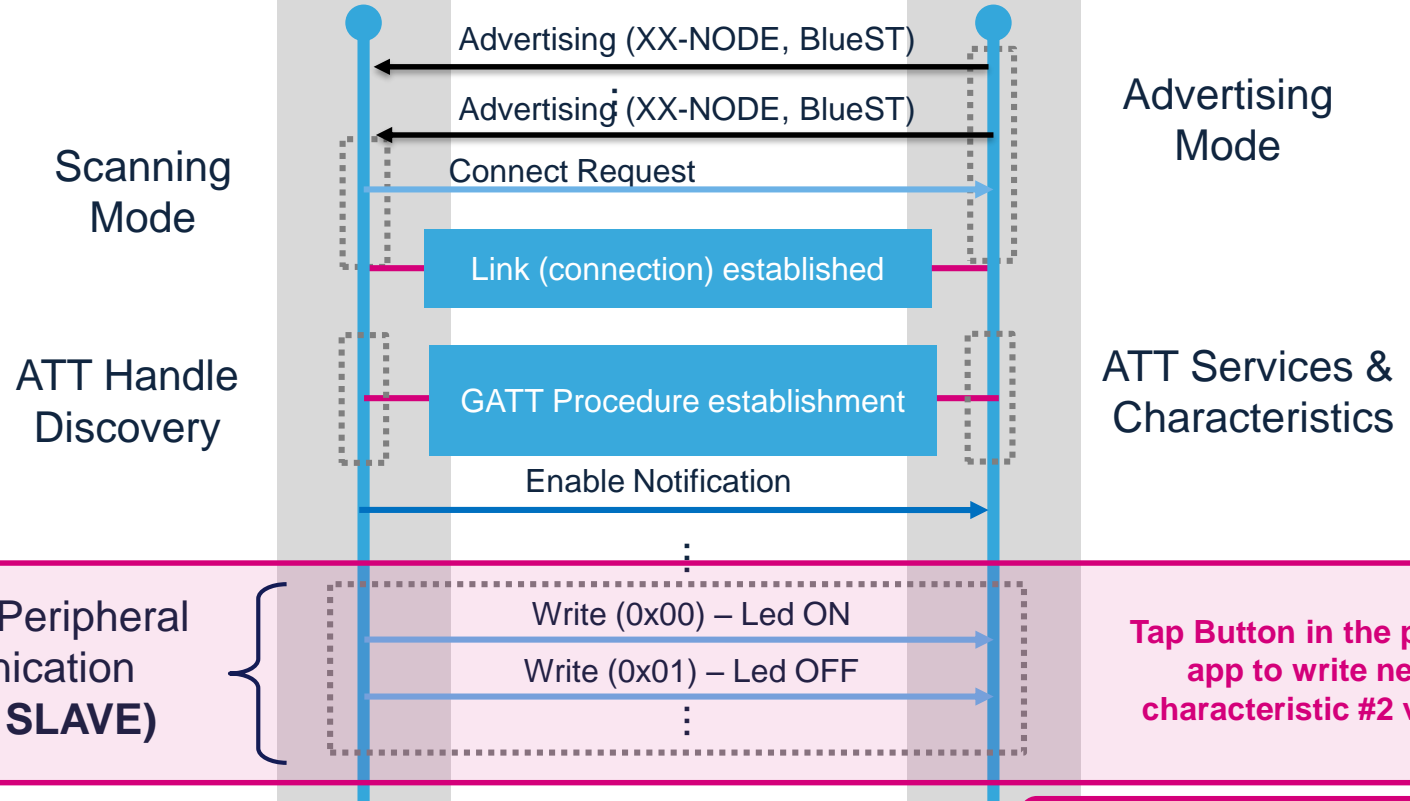 Advertising (XX-NODE, BlueST)
⋮
Advertising (XX-NODE, BlueST)
Advertising
Mode
Scanning
Mode
Connect Request
Link (connection) established
ATT Handle
Discovery
GATT Procedure establishment
ATT Services &
Characteristics
Enable Notification
⋮
Peripheral
nication
SLAVE)
Write (0x00) – Led ON
Write (0x01) – Led OFF
⋮
Tap Button in the p
app to write ne
characteristic #2 v